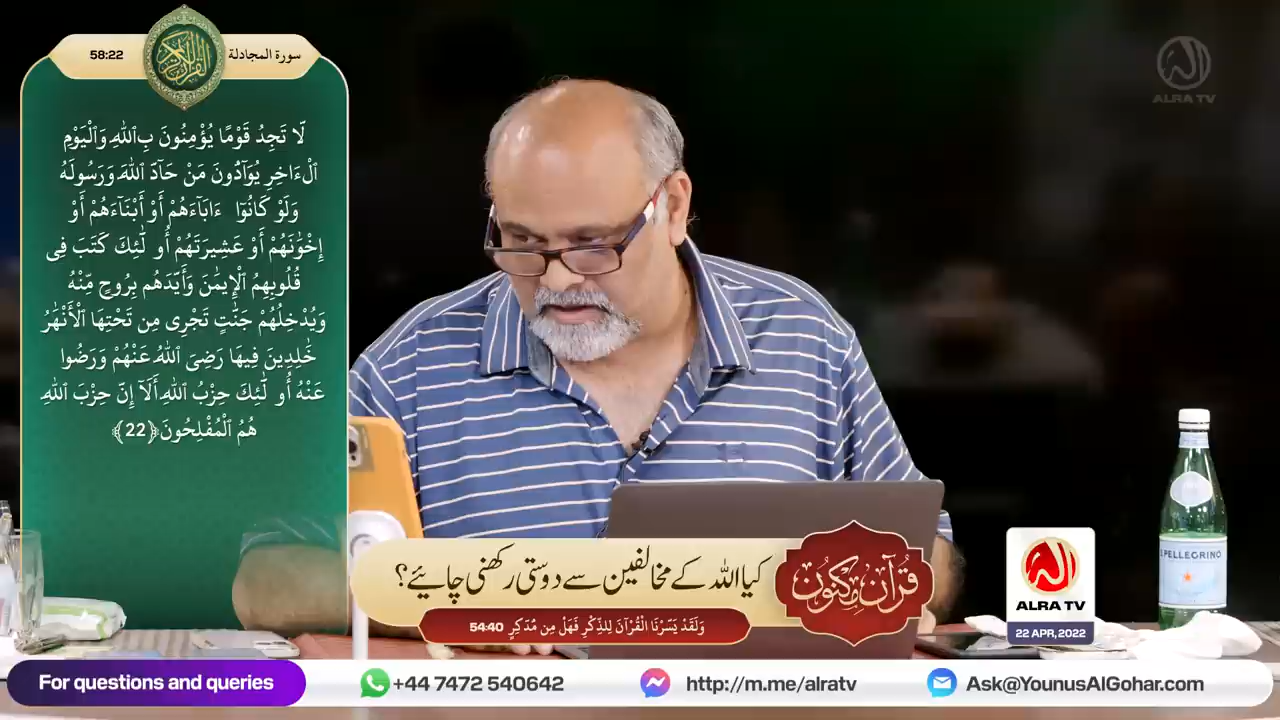 58:22
سورة المجادلة
القرآن الكريم
لَّا تَجِدُ قَوْمًا يُؤْمِنُونَ بِٱللَّهِ وَٱلْيَوْمِ
ٱلْءَاخِرِ يُوَآدُّونَ مَنْ حَآدَّ ٱللَّهَ وَرَسُولَهُ
وَلَوْ كَانُوٓا۟ ءَابَآءَهُمْ أَوْ أَبْنَآءَهُمْ أَوْ
إِخْوَٰنَهُمْ أَوْ عَشِيرَتَهُمْ أُو۟لَٰٓئِكَ كَتَبَ فِى
قُلُوبِهِمُ ٱلْإِيمَٰنَ وَأَيَّدَهُم بِرُوحٍ مِّنْهُ
وَيُدْخِلُهُمْ جَنَّٰتٍ تَجْرِى مِن تَحْتِهَا ٱلْأَنْهَٰرُ
خَٰلِدِينَ فِيهَا رَضِىَ ٱللَّهُ عَنْهُمْ وَرَضُوا
عَنْهُ أُو۟لَٰٓئِكَ حِزْبُ ٱللَّهِ أَلَآ إِنَّ حِزْبَ ٱللَّهِ
هُمُ ٱلْمُفْلِحُونَ ﴿22﴾
ALRA TV
کیا اللہ کے مخالفین سے دوستی رکھنی چاہئیے؟
قرآن مکنون
وَلَقَدْ يَسَّرْنَا الْقُرْآنَ لِلذِّكْرِ فَهَلْ مِن مُّدَّكِرٍ 54:40
ALRA TV
22 APR,2022
S.PELLEGRINO
For questions and queries
+44 7472 540642
http://m.me/alratv
Ask@YounusAlGohar.com